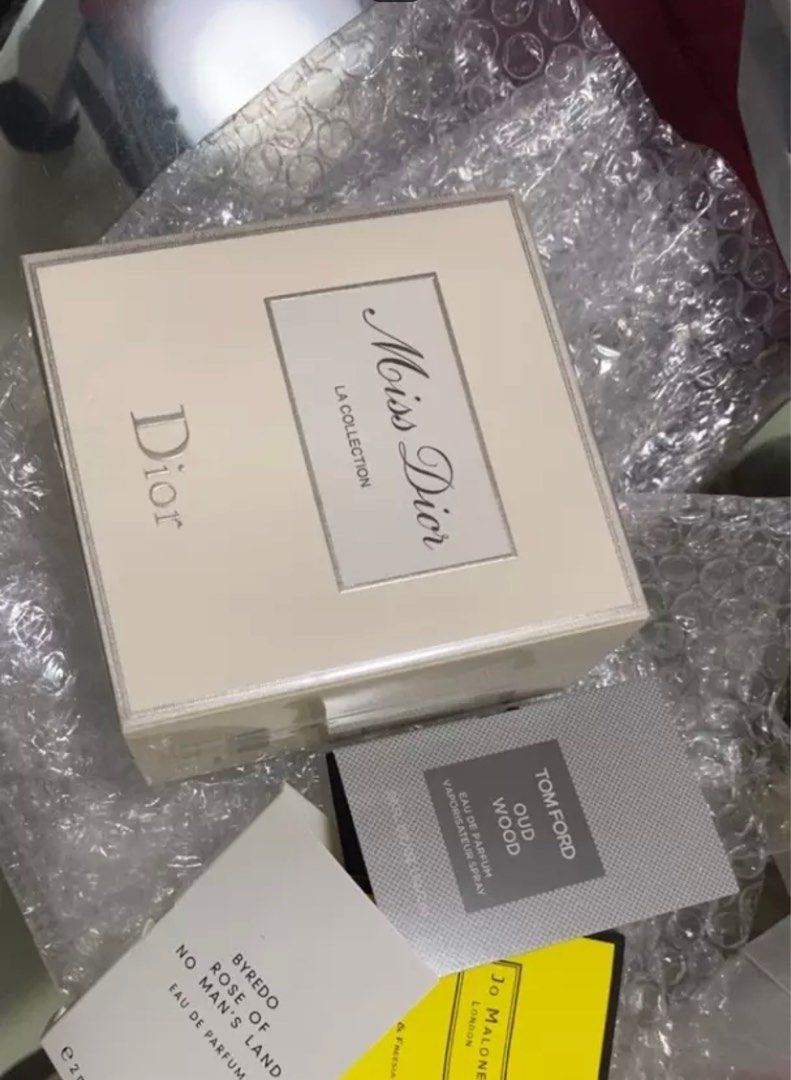 Miss Dior
LA COLLECTION
Dior
TOM FORD
OUD
WOOD
EAU DE PARFUM
VAPORISATEUR SPRAY
BYREDO
ROSE OF
NO MAN'S LAND
EAU DE PARFUM
JO MALONE
LONDON
& FREESIA